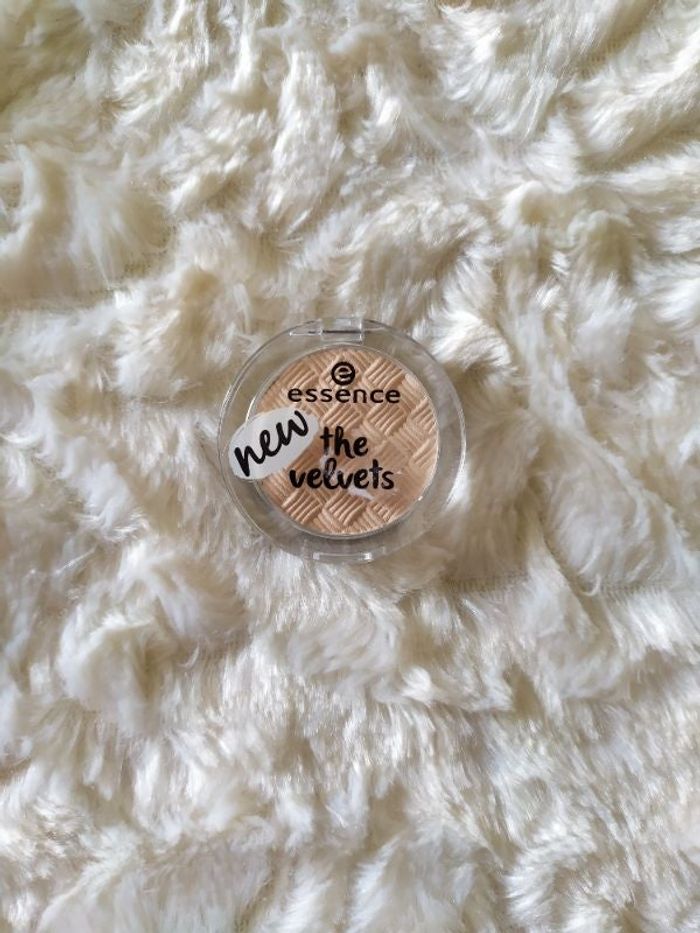 essence
new
the
velvets